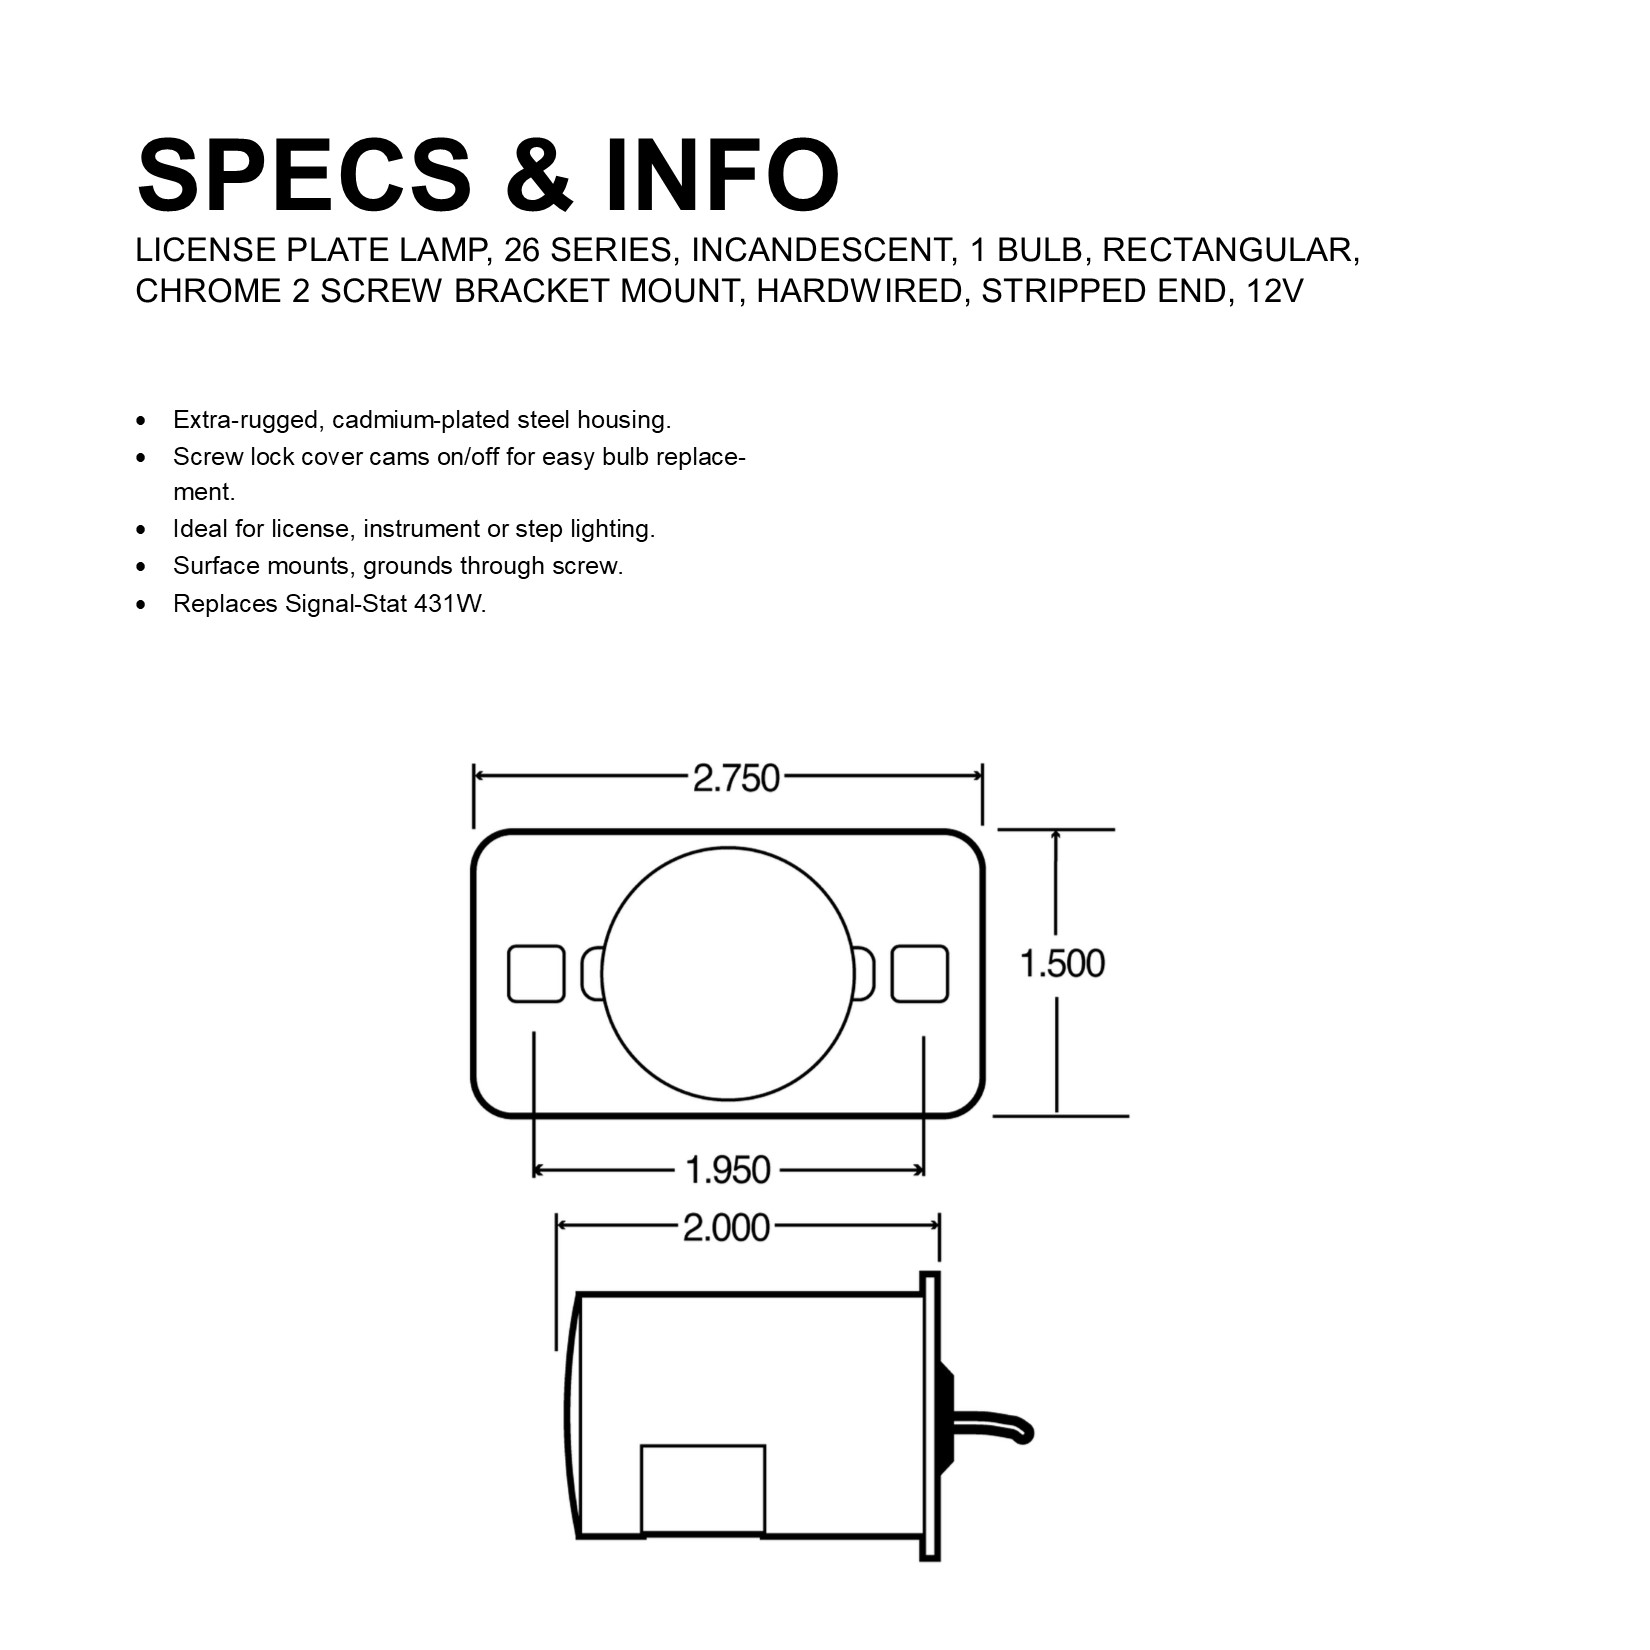 SPECS & INFO
LICENSE PLATE LAMP, 26 SERIES, INCANDESCENT, 1 BULB, RECTANGULAR,
CHROME 2 SCREW BRACKET MOUNT, HARDWIRED, STRIPPED END, 12V
• Extra-rugged, cadmium-plated steel housing.
• Screw lock cover cams on/off for easy bulb replace-
ment.
• Ideal for license, instrument or step lighting.
• Surface mounts, grounds through screw.
• Replaces Signal-Stat 431W.
2.750
1.500
1.950
2.000